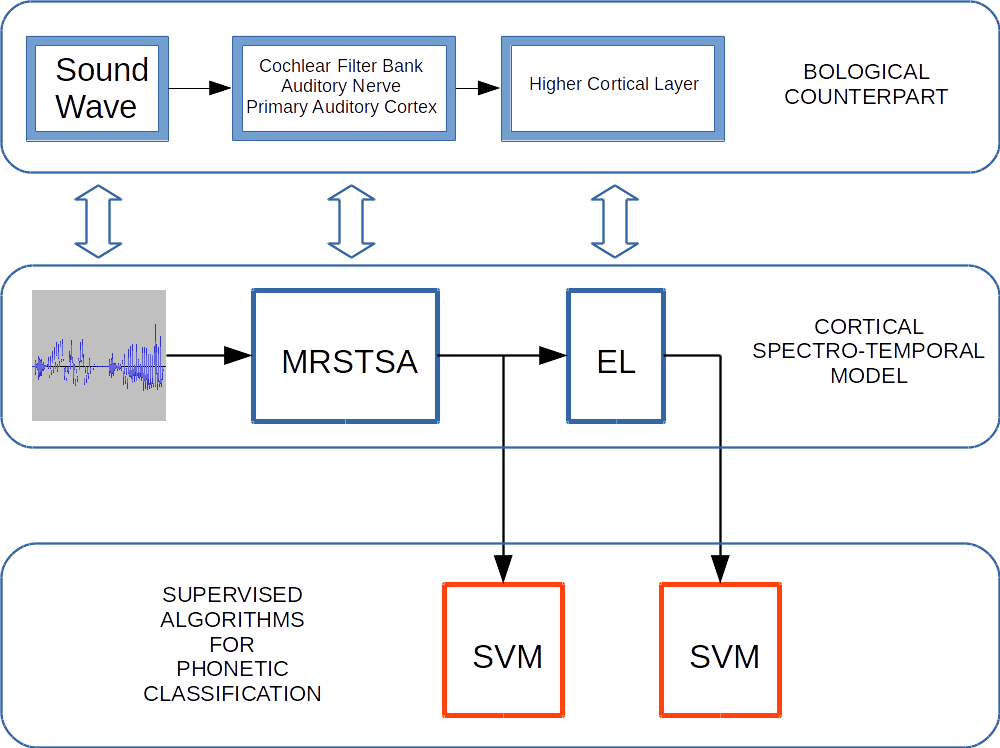 Sound
Wave
Cochlear Filter Bank
Auditory Nerve
Primary Auditory Cortex
Higher Cortical Layer
BOLOGICAL
COUNTERPART
MRSTSA
EL
CORTICAL
SPECTRO-TEMPORAL
MODEL
SUPERVISED
ALGORITHMS
FOR
PHONETIC
CLASSIFICATION
SVM
SVM